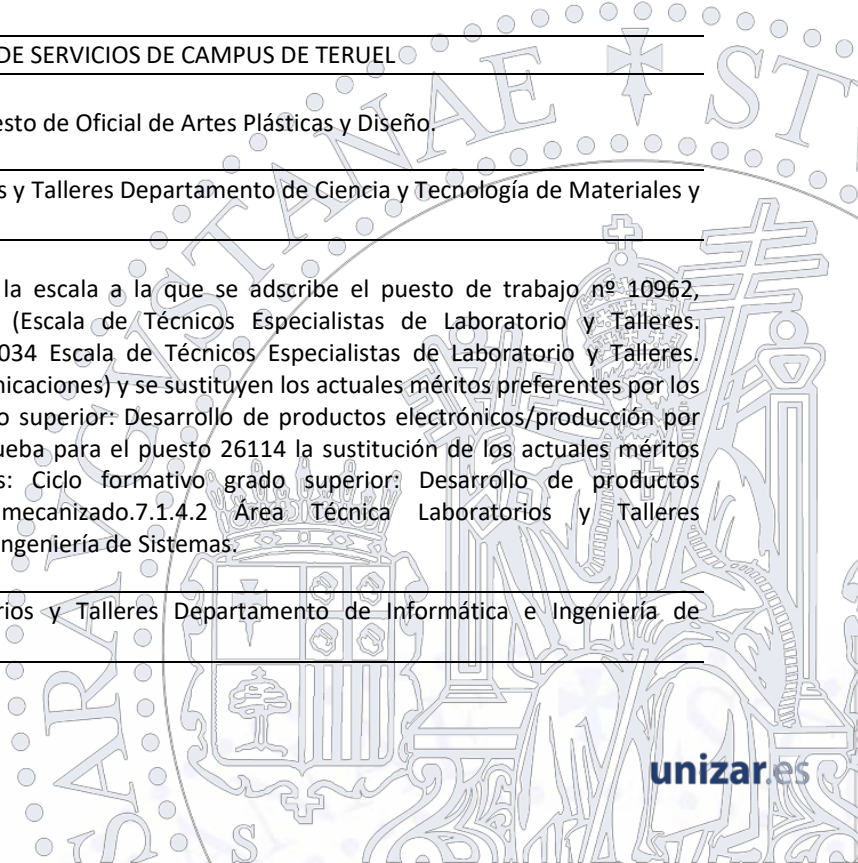 DE SERVICIOS DE CAMPUS DE TERUEL
esto de Oficial de Artes Plásticas y Diseño.
s y Talleres Departamento de Ciencia y Tecnología de Materiales y
la escala a la que se adscribe el puesto de trabajo nº 10962,
(Escala de Técnicos Especialistas de Laboratorio y Talleres.
034 Escala de Técnicos Especialistas de Laboratorio y Talleres.
nicaciones) y se sustituyen los actuales méritos preferentes por los
o superior: Desarrollo de productos electrónicos/producción por
ueba para el puesto 26114 la sustitución de los actuales méritos
s: Ciclo formativo grado superior: Desarrollo de productos
mecanizado.7.1.4.2 Área Técnica Laboratorios y Talleres
ngeniería de Sistemas.
rios y Talleres Departamento de Informática e Ingeniería de
unizar.es